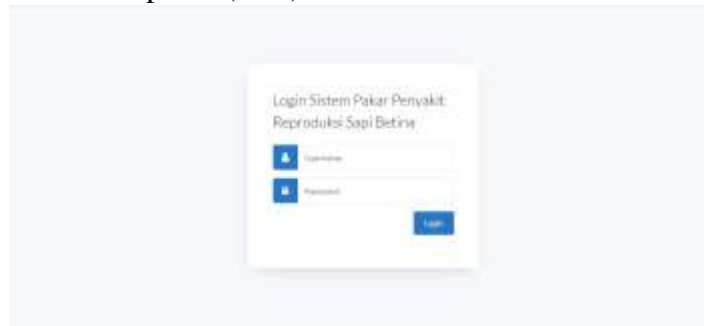 Login Sistem Pakar Penyakit
Reproduksi Sapi Betina
Username
Password
Login